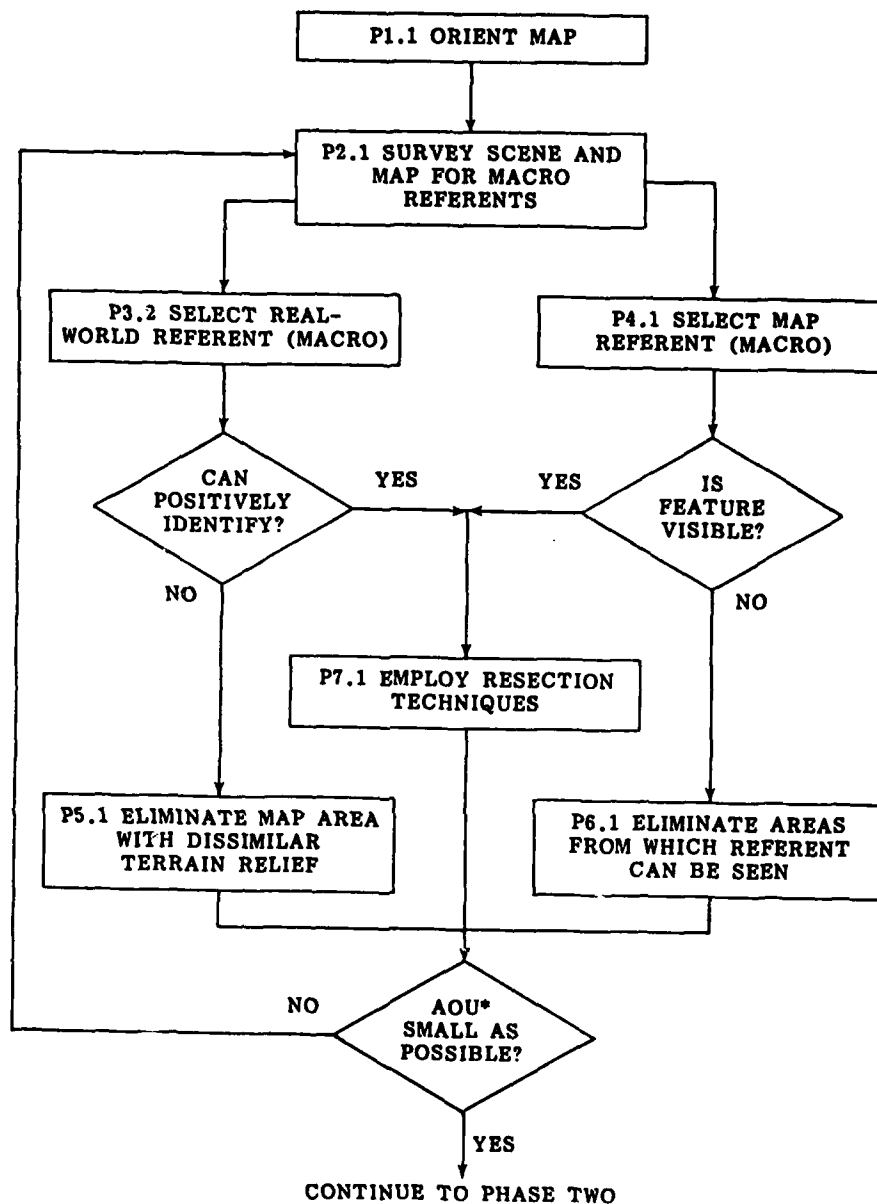 P1.1 ORIENT MAP
P2.1 SURVEY SCENE AND
MAP FOR MACRO
REFERENTS
P3.2 SELECT REAL-
WORLD REFERENT (MACRO)
P4.1 SELECT MAP
REFERENT (MACRO)
CAN
POSITIVELY
IDENTIFY?
YES
YES
IS
FEATURE
VISIBLE?
NO
NO
P7.1 EMPLOY RESECTION
TECHNIQUES
P5.1 ELIMINATE MAP AREA
WITH DISSIMILAR
TERRAIN RELIEF
P6.1 ELIMINATE AREAS
FROM WHICH REFERENT
CAN BE SEEN
NO
AOU*
SMALL AS
POSSIBLE?
YES
CONTINUE TO PHASE TWO